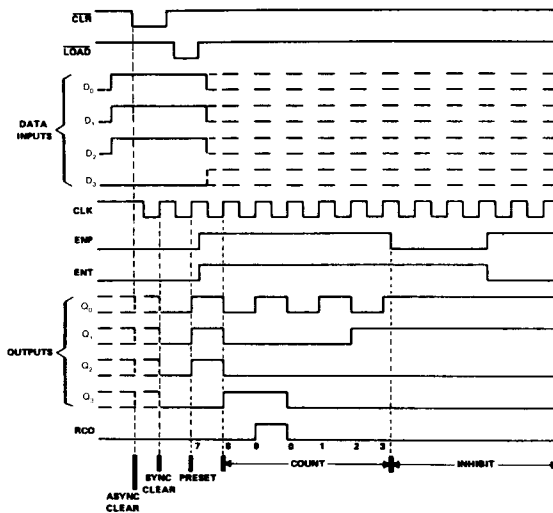 CLR
LOAD
D0
D1
D2
D3
DATA
INPUTS
CLK
ENP
ENT
Q0
Q1
Q2
Q3
OUTPUTS
RCO
7 8 9 0 1 2 3
COUNT
INHIBIT
SYNC
CLEAR
PRESET
ASYNC
CLEAR